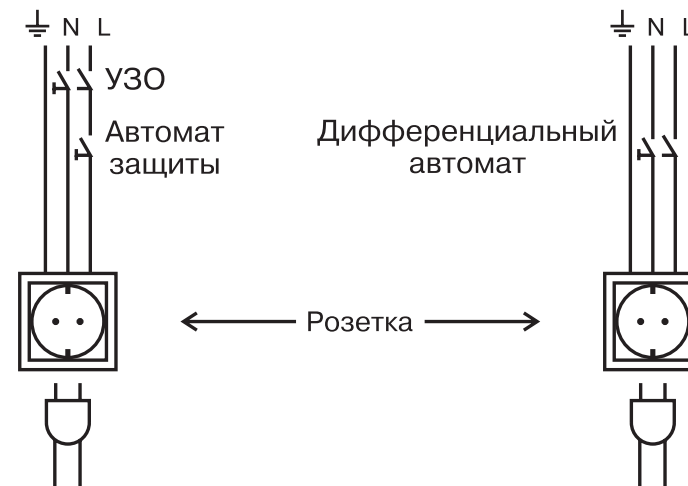 N L
УЗО
Автомат
защиты
N L
Дифференциальный
автомат
Розетка